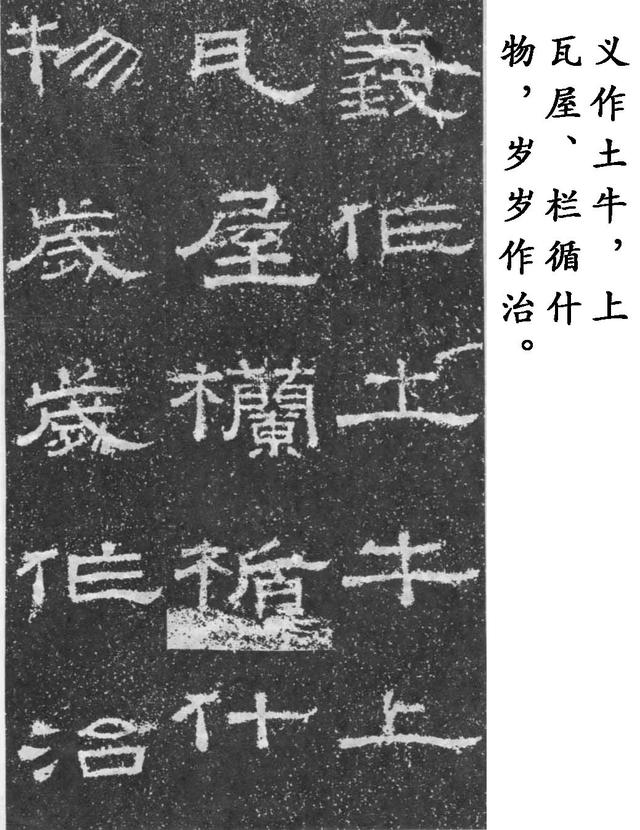 义作土牛，上
瓦屋、栏循什
物，岁岁作治。
義作土牛上
瓦屋欄楯什
物歲歲作治